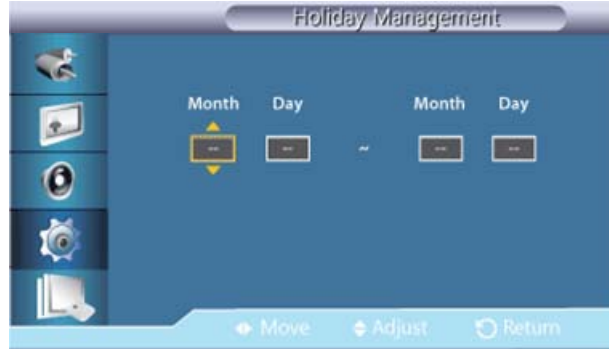 Holiday Management
Month Day Month Day
-- -- ~ -- --
Move Adjust Return